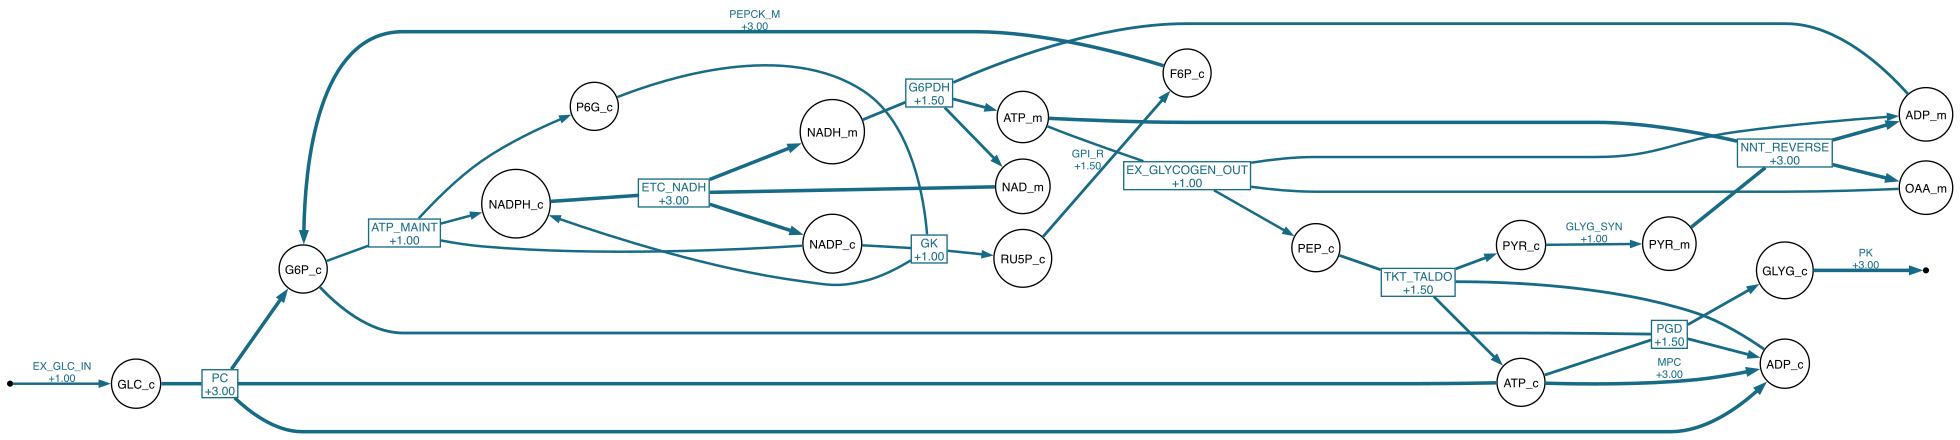 PEPCK_M
+3.00
F6P_c
G6PDH
+1.50
P6G_c
ATP_m
ADP_m
NADH_m
GPI_R
+1.50
NNT_REVERSE
+3.00
EX_GLYCOGEN_OUT
+1.00
ETC_NADH
+3.00
NAD_m
OAA_m
NADPH_c
ATP_MAINT
+1.00
NADP_c
GK
+1.00
RU5P_c
PEP_c
PYR_c
GLYG_SYN
+1.00
PYR_m
G6P_c
TKT_TALDO
+1.50
GLYG_c
PK
+3.00
PGD
+1.50
EX_GLC_IN
+1.00
GLC_c
PC
+3.00
ATP_c
MPC
+3.00
ADP_c